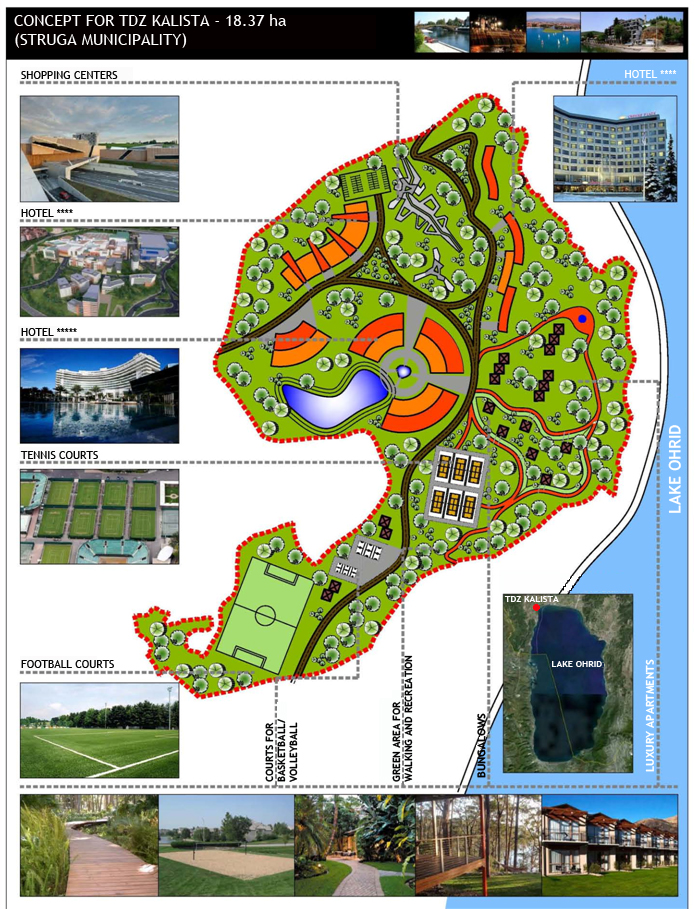 CONCEPT FOR TDZ KALISTA - 18.37 ha
(STRUGA MUNICIPALITY)
SHOPPING CENTERS
HOTEL ****
HOTEL ****
HOTEL *****
TENNIS COURTS
LAKE OHRID
TDZ KALISTA
LAKE OHRID
FOOTBALL COURTS
COURTS FOR
BASKETBALL/
VOLLEYBALL
GREEN AREA FOR
WALKING AND RECREATION
BUNGALOWS
LUXURY APARTMENTS